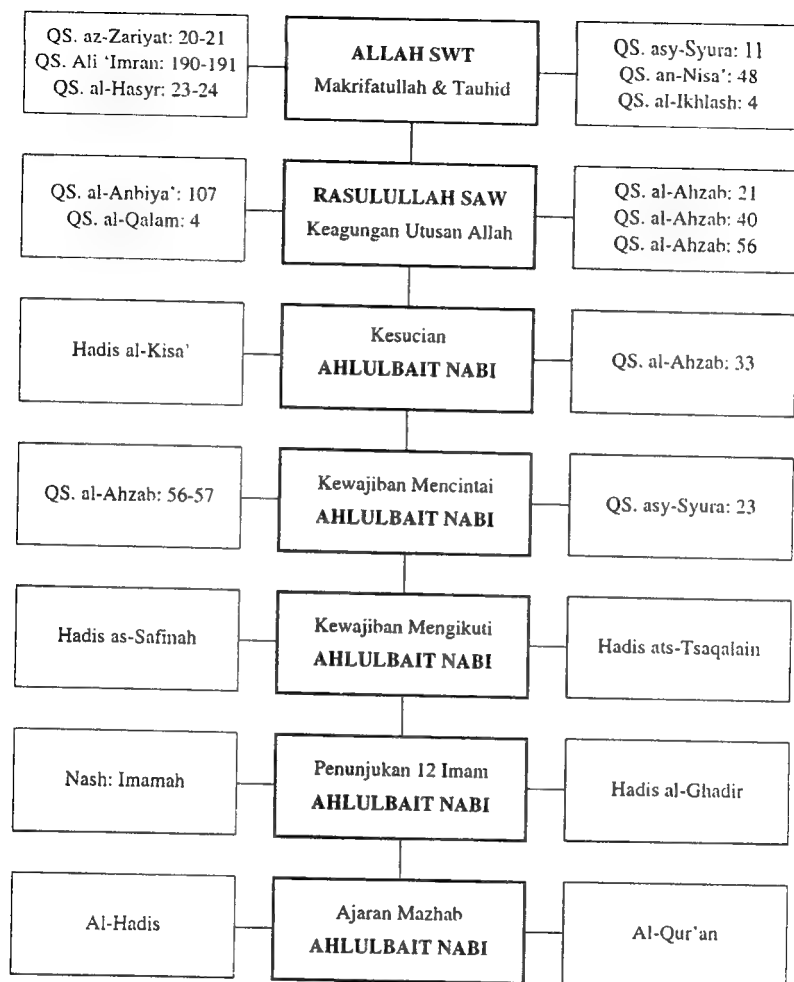 QS. az-Zariyat: 20-21
QS. Ali ‘Imran: 190-191
QS. al-Hasyr: 23-24
ALLAH SWT
Makrifatullah & Tauhid
QS. asy-Syura: 11
QS. an-Nisa’: 48
QS. al-Ikhlash: 4
QS. al-Anbiya‘: 107
QS. al-Qalam: 4
RASULULLAH SAW
Keagungan Utusan Allah
QS. al-Ahzab: 21
QS. al-Ahzab: 40
QS. al-Ahzab: 56
Hadis al-Kisa’
Kesucian
AHLULBAIT NABI
QS. al-Ahzab: 33
QS. al-Ahzab: 56-57
Kewajiban Mencintai
AHLULBAIT NABI
QS. asy-Syura: 23
Hadis as-Safinah
Kewajiban Mengikuti
AHLULBAIT NABI
Hadis ats-Tsaqalain
Nash: Imamah
Penunjukan 12 Imam
AHLULBAIT NABI
Hadis al-Ghadir
Al-Hadis
Ajaran Mazhab
AHLULBAIT NABI
Al-Qur’an